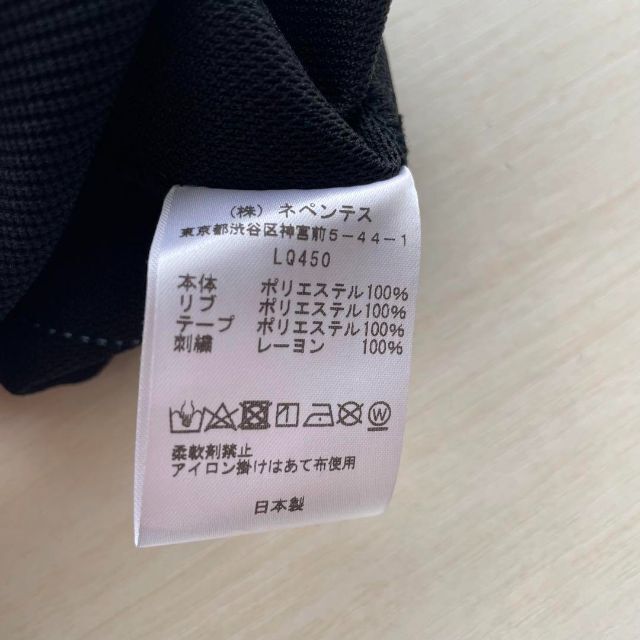 （株）ネペンテス
東京都渋谷区神宮前5-44-1
LQ450
本体 ポリエステル100%
リブ ポリエステル100%
テープ ポリエステル100%
刺繍 レーヨン 100%
W
柔軟剤禁止
アイロン掛けはあて布使用
日本製